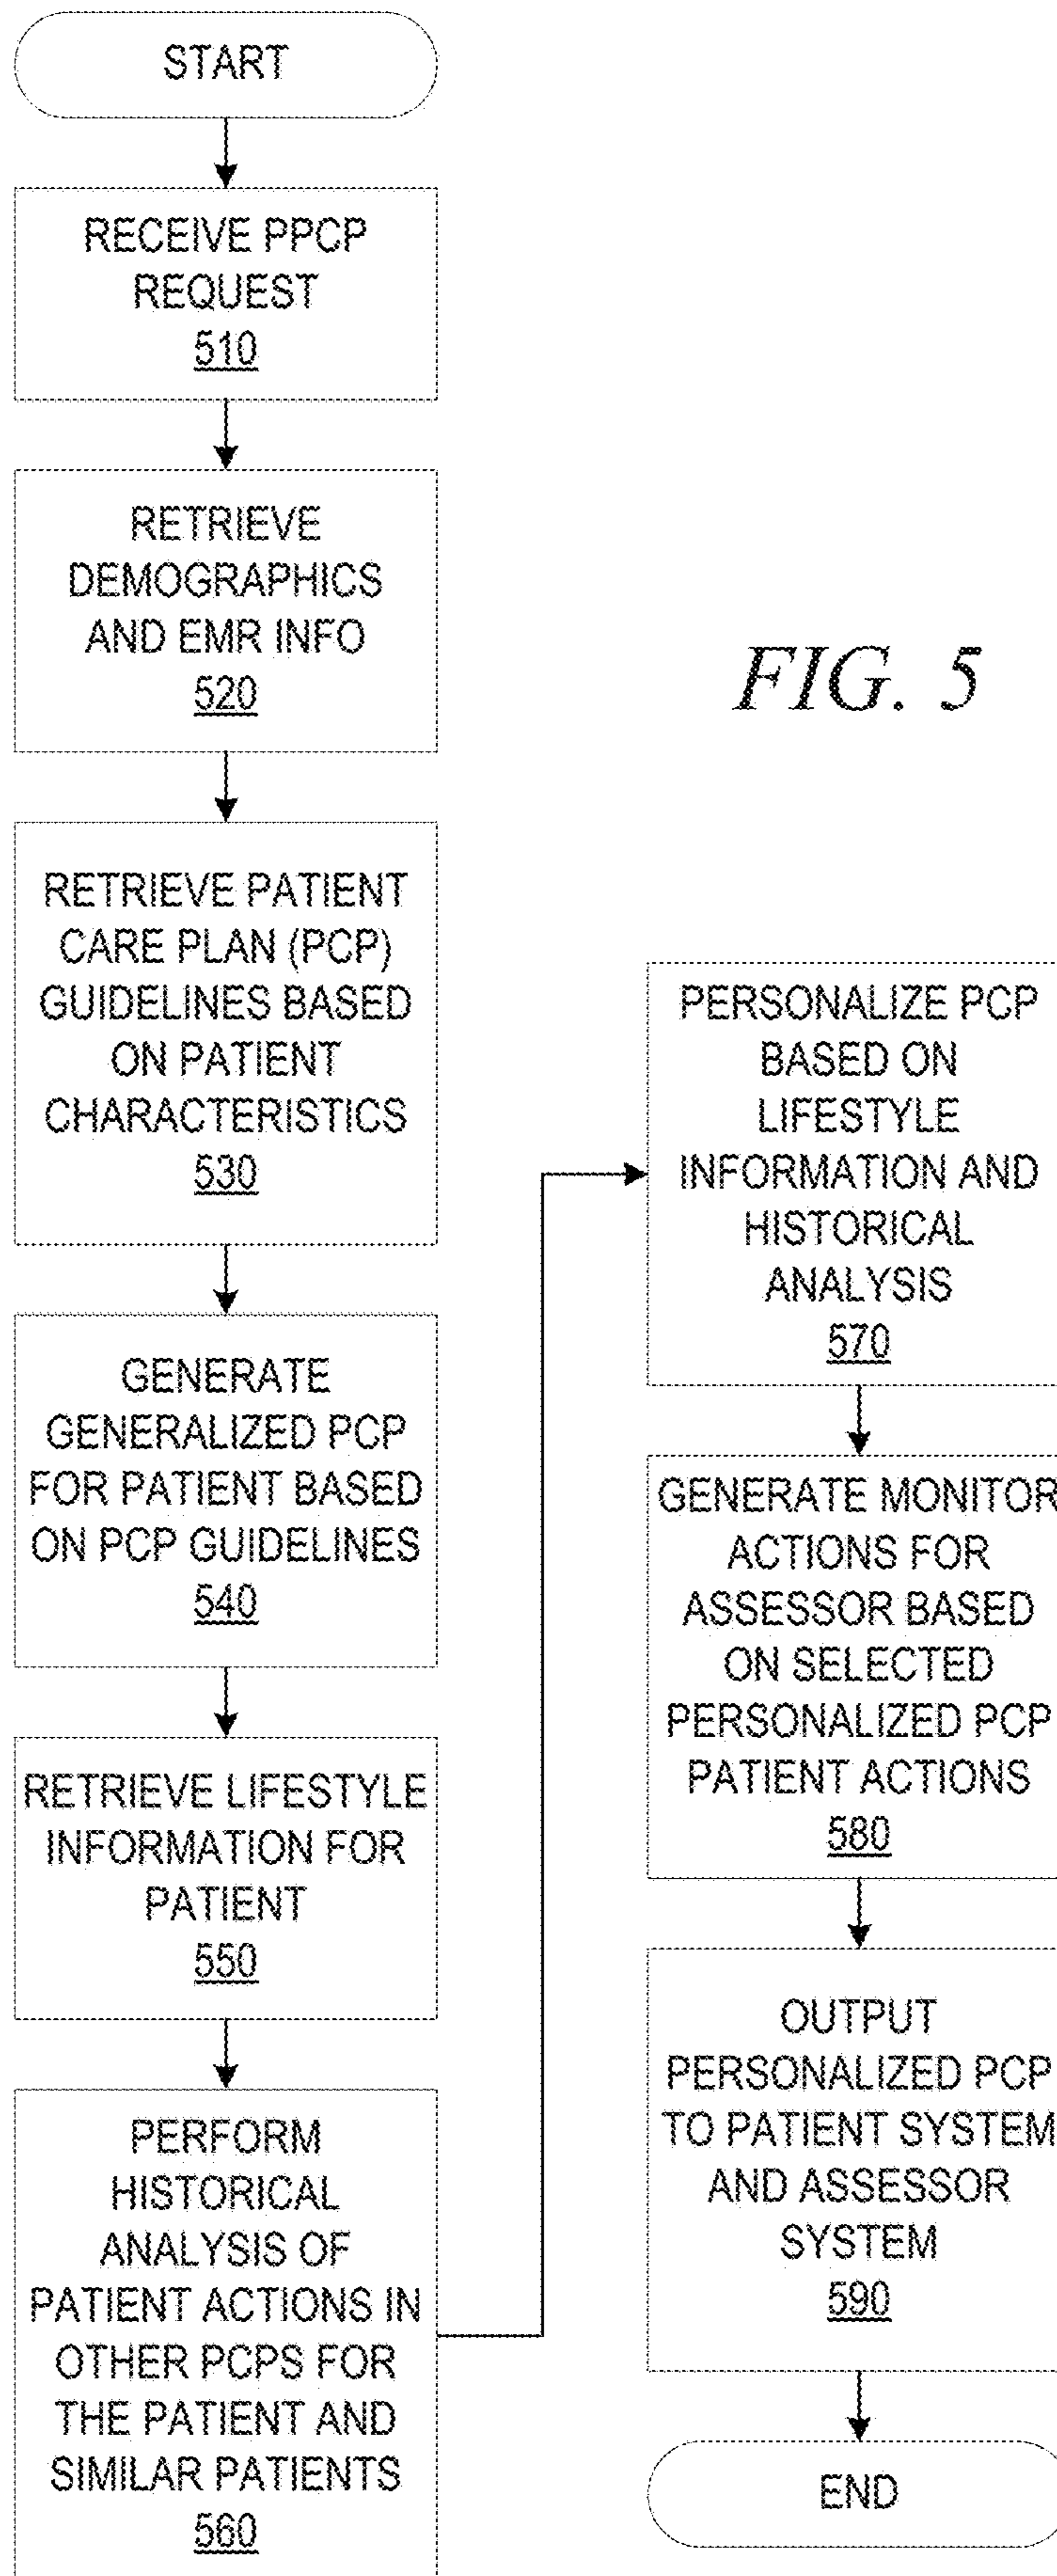 START
RECEIVE PPCP
REQUEST
510
RETRIEVE
DEMOGRAPHICS
AND EMR INFO
520
RETRIEVE PATIENT
CARE PLAN (PCP)
GUIDELINES BASED
ON PATIENT
CHARACTERISTICS
530
GENERATE
GENERALIZED PCP
FOR PATIENT BASED
ON PCP GUIDELINES
540
RETRIEVE LIFESTYLE
INFORMATION FOR
PATIENT
550
PERFORM
HISTORICAL
ANALYSIS OF
PATIENT ACTIONS IN
OTHER PCPS FOR
THE PATIENT AND
SIMILAR PATIENTS
560
FIG. 5
PERSONALIZE PCP
BASED ON
LIFESTYLE
INFORMATION AND
HISTORICAL
ANALYSIS
570
GENERATE MONITOR
ACTIONS FOR
ASSESSOR BASED
ON SELECTED
PERSONALIZED PCP
PATIENT ACTIONS
580
OUTPUT
PERSONALIZED PCP
TO PATIENT SYSTEM
AND ASSESSOR
SYSTEM
590
END